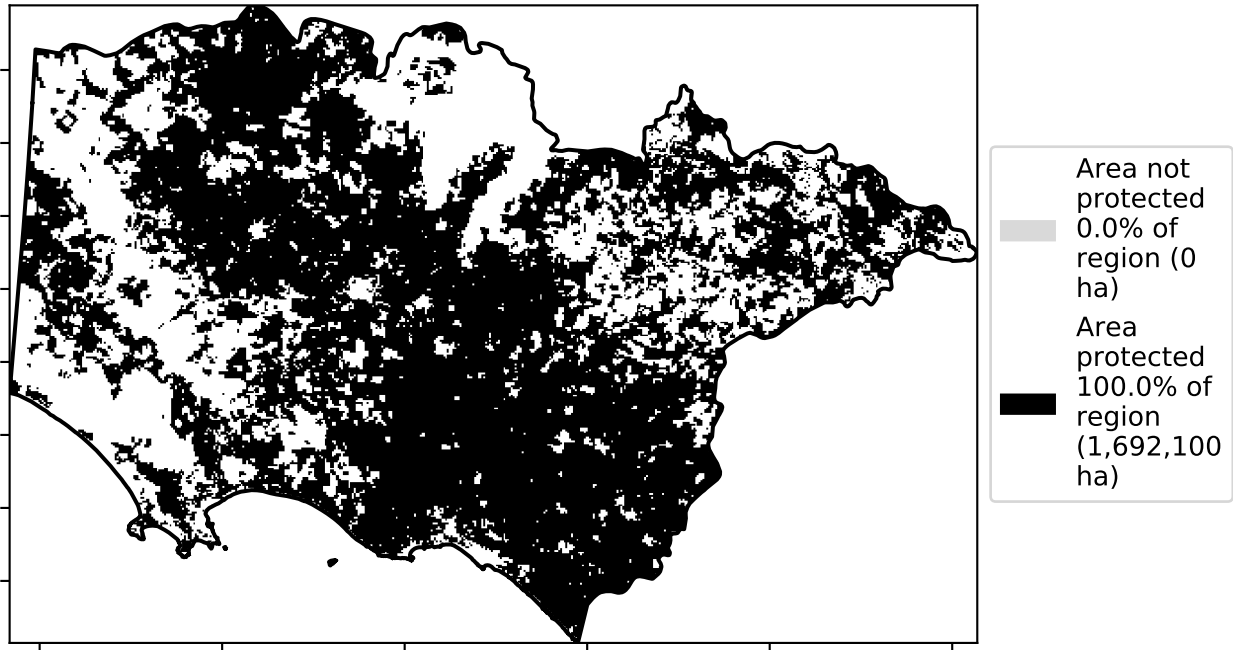 Area not
protected
0.0% of
region (0
ha)
Area
protected
100.0% of
region
(1,692,100
ha)